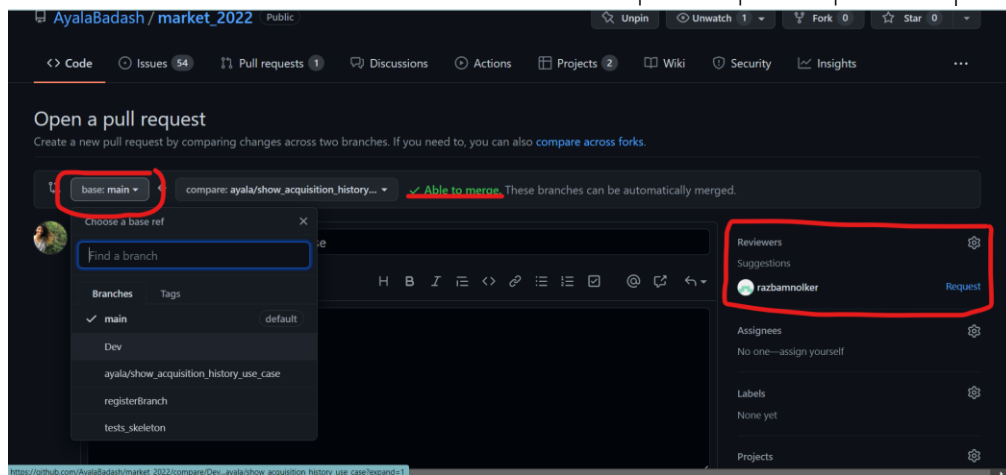 AyalaBadash / market_2022 Public
Unpin Unwatch 1 Fork 0 Star 0
Code Issues 54 Pull requests 1 Discussions Actions Projects 2 Wiki Security Insights ...
Open a pull request
Create a new pull request by comparing changes across two branches. If you need to, you can also compare across forks.
base: main compare: ayala/show_acquisition_history... Able to merge. These branches can be automatically merged.
Choose a base ref
Find a branch
Branches Tags
main default
Dev
ayala/show_acquisition_history_use_case
registerBranch
tests_skeleton
se
H B I
Reviewers
Suggestions
razbamnolker Request
Assignees
No one—assign yourself
Labels
None yet
Projects
https://github.com/AyalaBadash/market_2022/compare/Dev...ayala/show_acquisition_history_use_case?expand=1